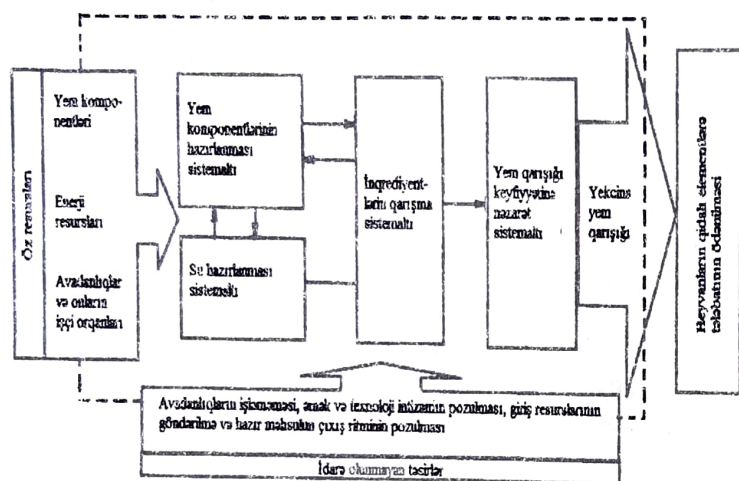 Öz resursları
Yem kompo-
nentləri
Enerji
resursları
Avadanlıqlar
və onların
işçi orqanları
Yem
komponentlərinin
hazırlanması
sistemaltı
Su hazırlanması
sistemaltı
İnqrediyent-
lərin qarışma
sistemaltı
Yem qarışığı
keyfiyyətinə
nəzarət
sistemaltı
Yekcins
yem
qarışığı
Heyvanların qidalı elementlərə
tələbatının ödənilməsi
Avadanlıqların işləməməsi, əmək və texnoloji intizamın pozulması, giriş resurslarının
göndərilmə və hazır məhsulun çıxış ritminin pozulması
İdarə olunmayan təsirlər